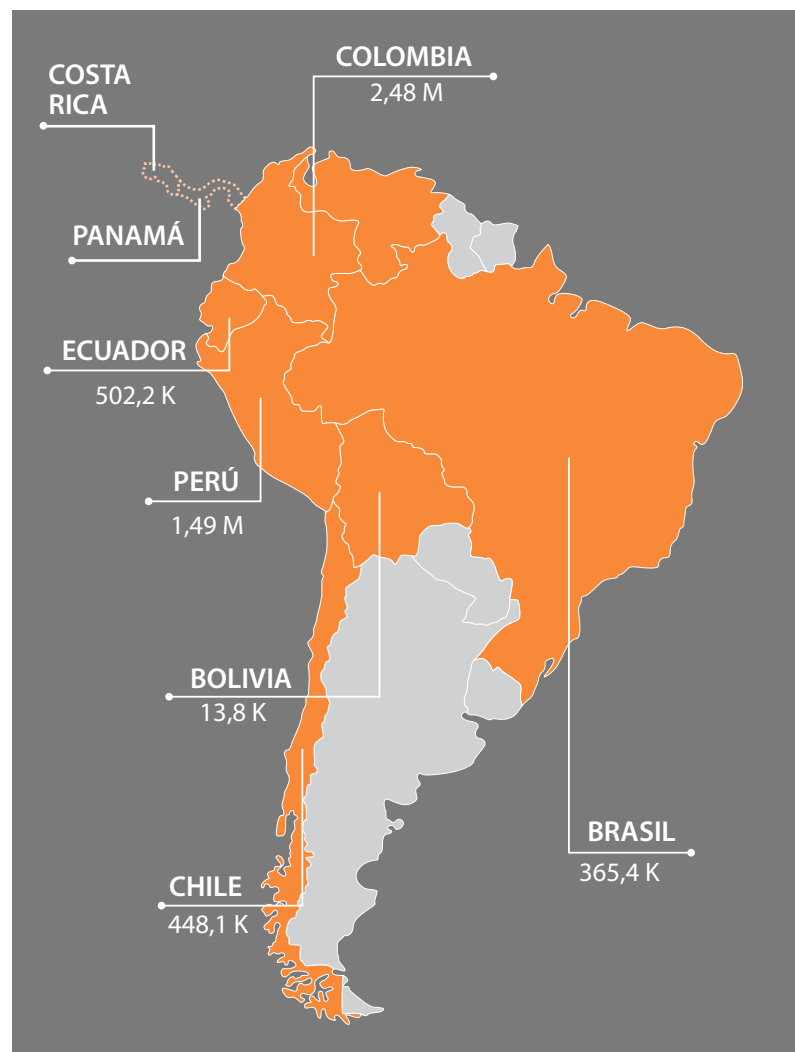 COLOMBIA
2,48 M
COSTA
RICA
PANAMÁ
ECUADOR
502,2 K
PERÚ
1,49 M
BOLIVIA
13,8 K
BRASIL
365,4 K
CHILE
448,1 K